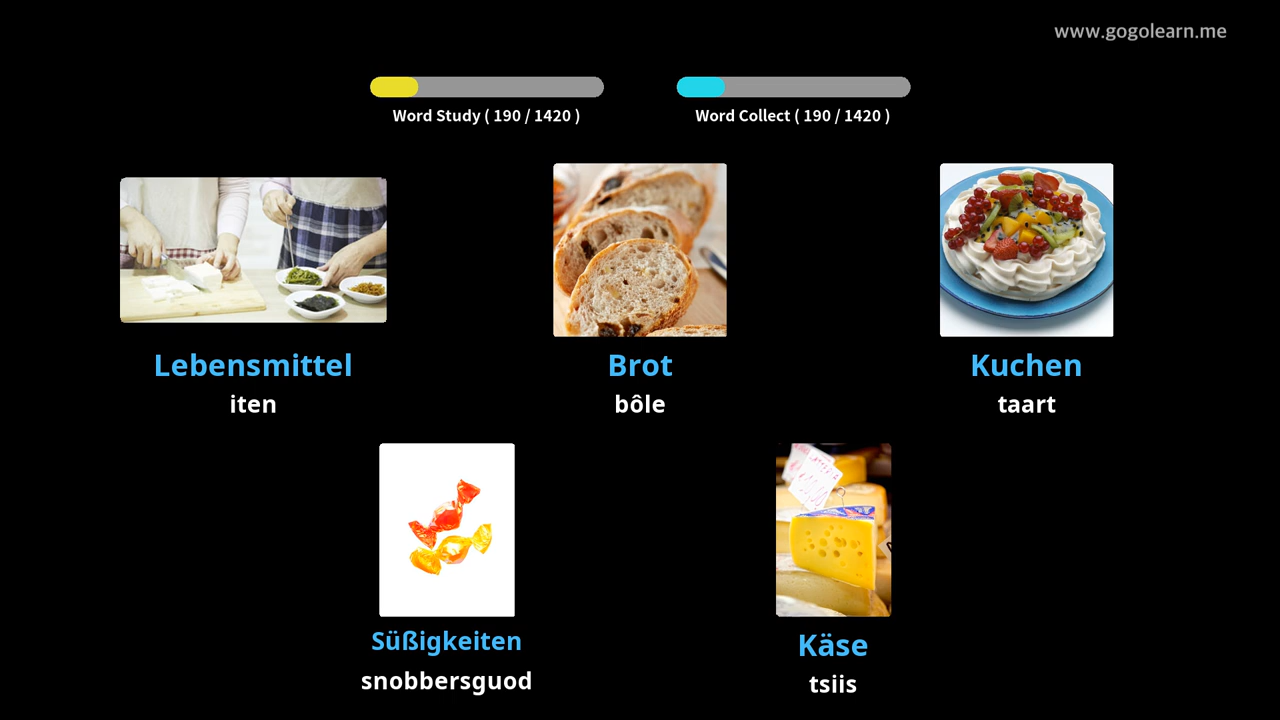 www.gogolearn.me
Word Study ( 190 / 1420 )
Word Collect ( 190 / 1420 )
Lebensmittel
iten
Brot
bôle
Kuchen
taart
Süßigkeiten
snobbersguod
Käse
tsiis